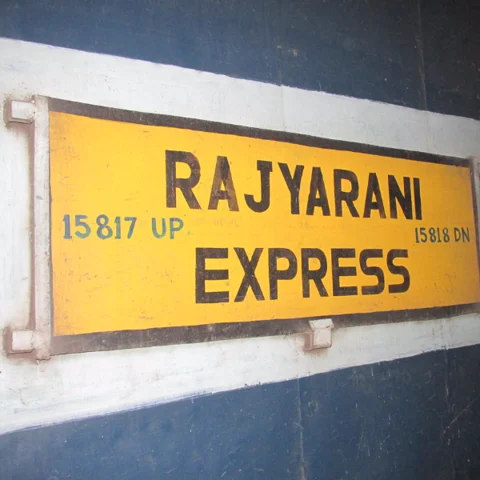 RAJYARANI
15817 UP
15818 DN
EXPRESS